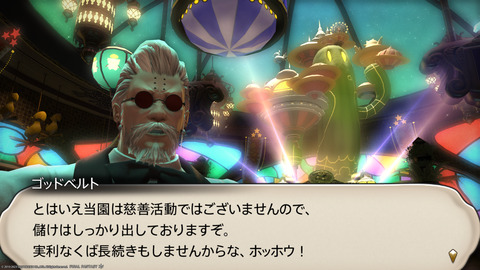 ゴッドベルト
とはいえ当園は慈善活動ではございませんので、
儲けはしっかり出しておりますぞ。
実利なくば長続きもしませんからな、ホッホウ！